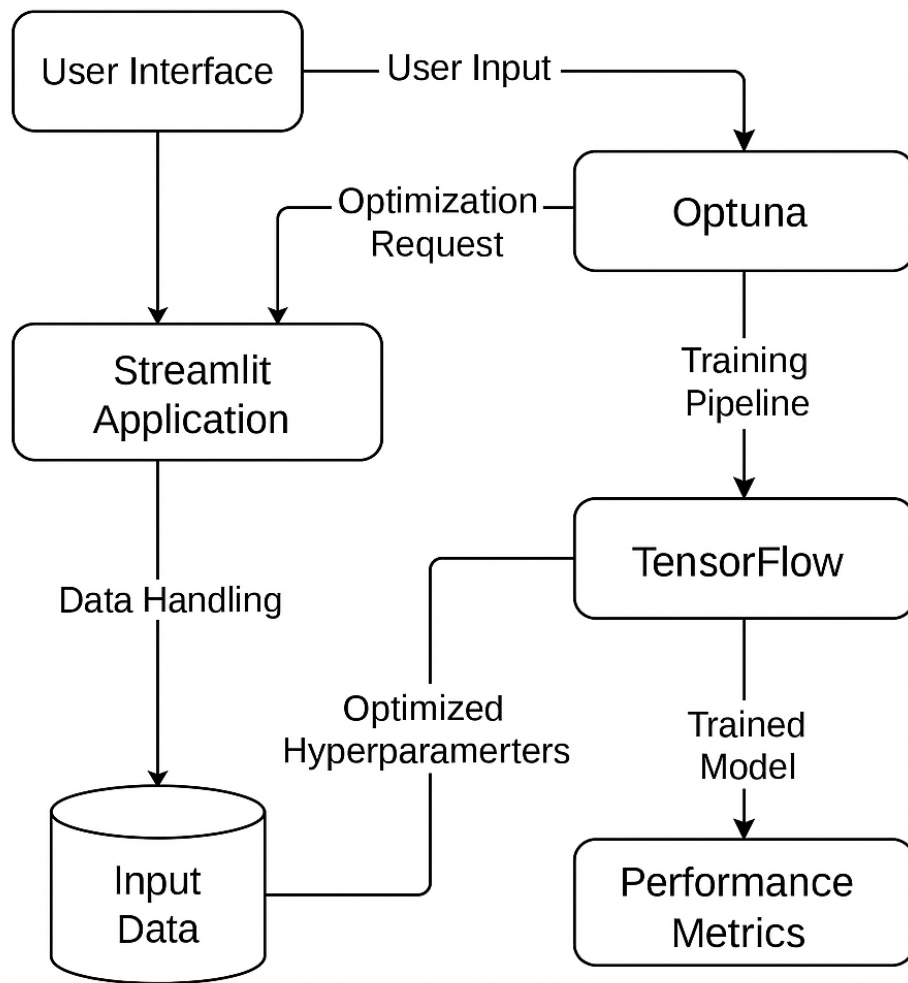 User Interface
User Input
Optimization
Request
Optuna
Streamlit
Application
Training
Pipeline
TensorFlow
Data Handling
Optimized
Hyperparamerters
Trained
Model
Input
Data
Performance
Metrics